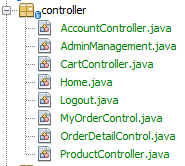 controller
AccountController.java
AdminManagement.java
CartController.java
Home.java
Logout.java
MyOrderControl.java
OrderDetailControl.java
ProductController.java